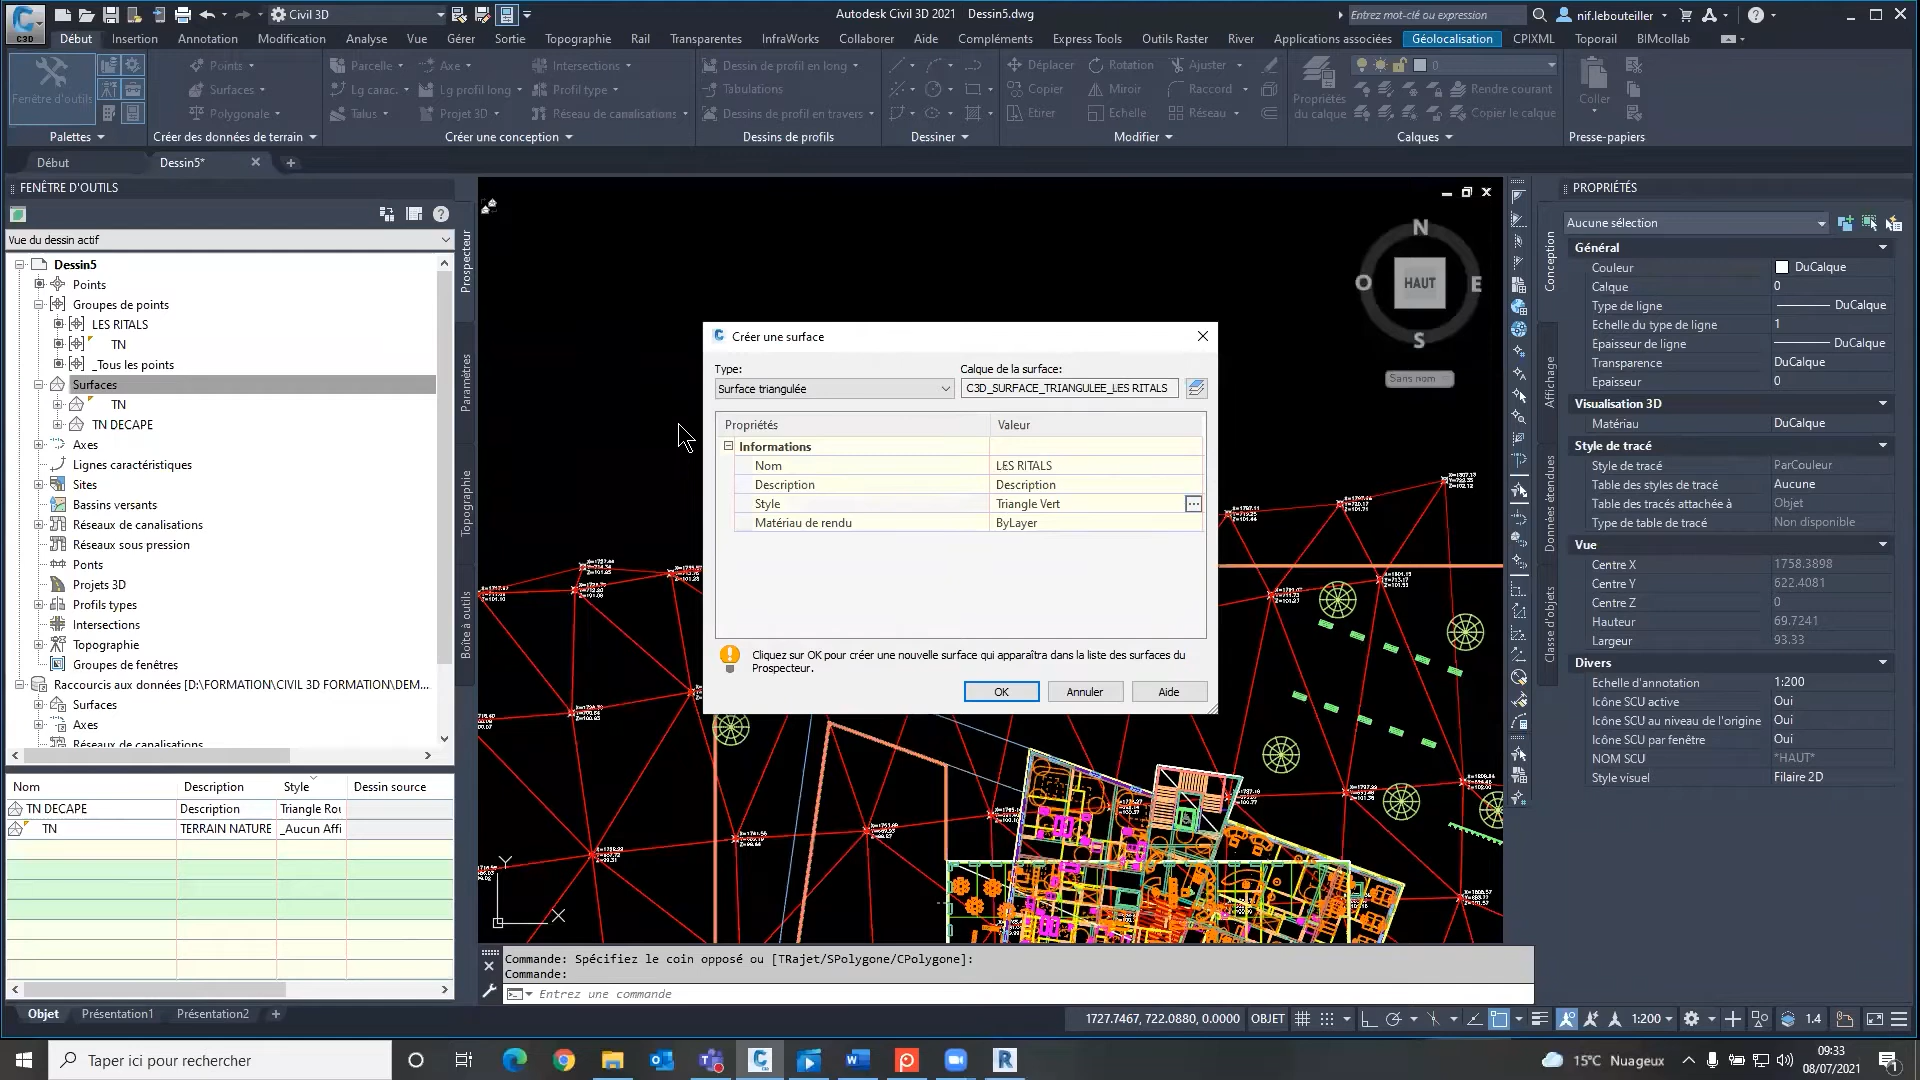 Civil 3D
Autodesk Civil 3D 2021 Dessin5.dwg
Entrez mot-clé ou expression
nif.lebouteiller
C3D
Début Insertion Annotation Modification Analyse Vue Gérer Sortie Topographie Rail Transparentes InfraWorks Collaborer Aide Compléments Express Tools Outils Raster River Applications associées Géolocalisation CPIXML Toporail BIMcollab
Fenêtre d'outils
Points
Surfaces
Polygonale
Parcelle
Lg carac.
Talus
Axe
Lg profil long
Projet 3D
Intersections
Profil type
Réseau de canalisations
Dessin de profil en long
Tabulations
Dessins de profil en travers
Déplacer Rotation Ajuster
Copier Miroir Raccord
Etirer Echelle Réseau
Propriétés du calque
0
Rendre courant
Copier le calque
Coller
Palettes Créer des données de terrain Créer une conception Dessins de profils Dessiner Modifier Calques Presse-papiers
Début Dessin5*
FENÊTRE D'OUTILS
Vue du dessin actif
Dessin5
Points
Groupes de points
LES RITALS
TN
_Tous les points
Surfaces
TN
TN DECAPE
Axes
Lignes caractéristiques
Sites
Bassins versants
Réseaux de canalisations
Réseaux sous pression
Ponts
Projets 3D
Profils types
Intersections
Topographie
Groupes de fenêtres
Raccourcis aux données [D:\FORMATION\CIVIL 3D FORMATION\DEM...
Surfaces
Axes
Réseaux de canalisations
Prospecteur
Paramètres
Topographie
Boîte à outils
Nom Description Style Dessin source
TN DECAPE Description Triangle Rou
TN TERRAIN NATURE _Aucun Affi
Objet Présentation1 Présentation2
N
O HAUT E
S
Sans nom
Créer une surface
Type: Calque de la surface:
Surface triangulée C3D_SURFACE_TRIANGULEE_LES RITALS
Propriétés Valeur
Informations
Nom LES RITALS
Description Description
Style Triangle Vert
Matériau de rendu ByLayer
Cliquez sur OK pour créer une nouvelle surface qui apparaîtra dans la liste des surfaces du
Prospecteur.
OK Annuler Aide
Y
X
Commande: Spécifiez le coin opposé ou [TRajet/SPolygone/CPolygone]:
Commande:
Entrez une commande
PROPRIÉTÉS
Aucune sélection
Conception
Affichage
Données étendues
Classe d'objets
Général
Couleur DuCalque
Calque 0
Type de ligne DuCalque
Echelle du type de ligne 1
Epaisseur de ligne DuCalque
Transparence DuCalque
Epaisseur 0
Visualisation 3D
Matériau DuCalque
Style de tracé
Style de tracé ParCouleur
Table des styles de tracé Aucune
Table des tracés attachée à Objet
Type de table de tracé Non disponible
Vue
Centre X 1758.3898
Centre Y 622.4081
Centre Z 0
Hauteur 69.7241
Largeur 93.33
Divers
Echelle d'annotation 1:200
Icône SCU active Oui
Icône SCU au niveau de l'origine Oui
Icône SCU par fenêtre Oui
NOM SCU *HAUT*
Style visuel Filaire 2D
1727.7467, 722.0880, 0.0000 OBJET 1:200 1.4
Taper ici pour rechercher
15°C Nuageux
09:33
08/07/2021